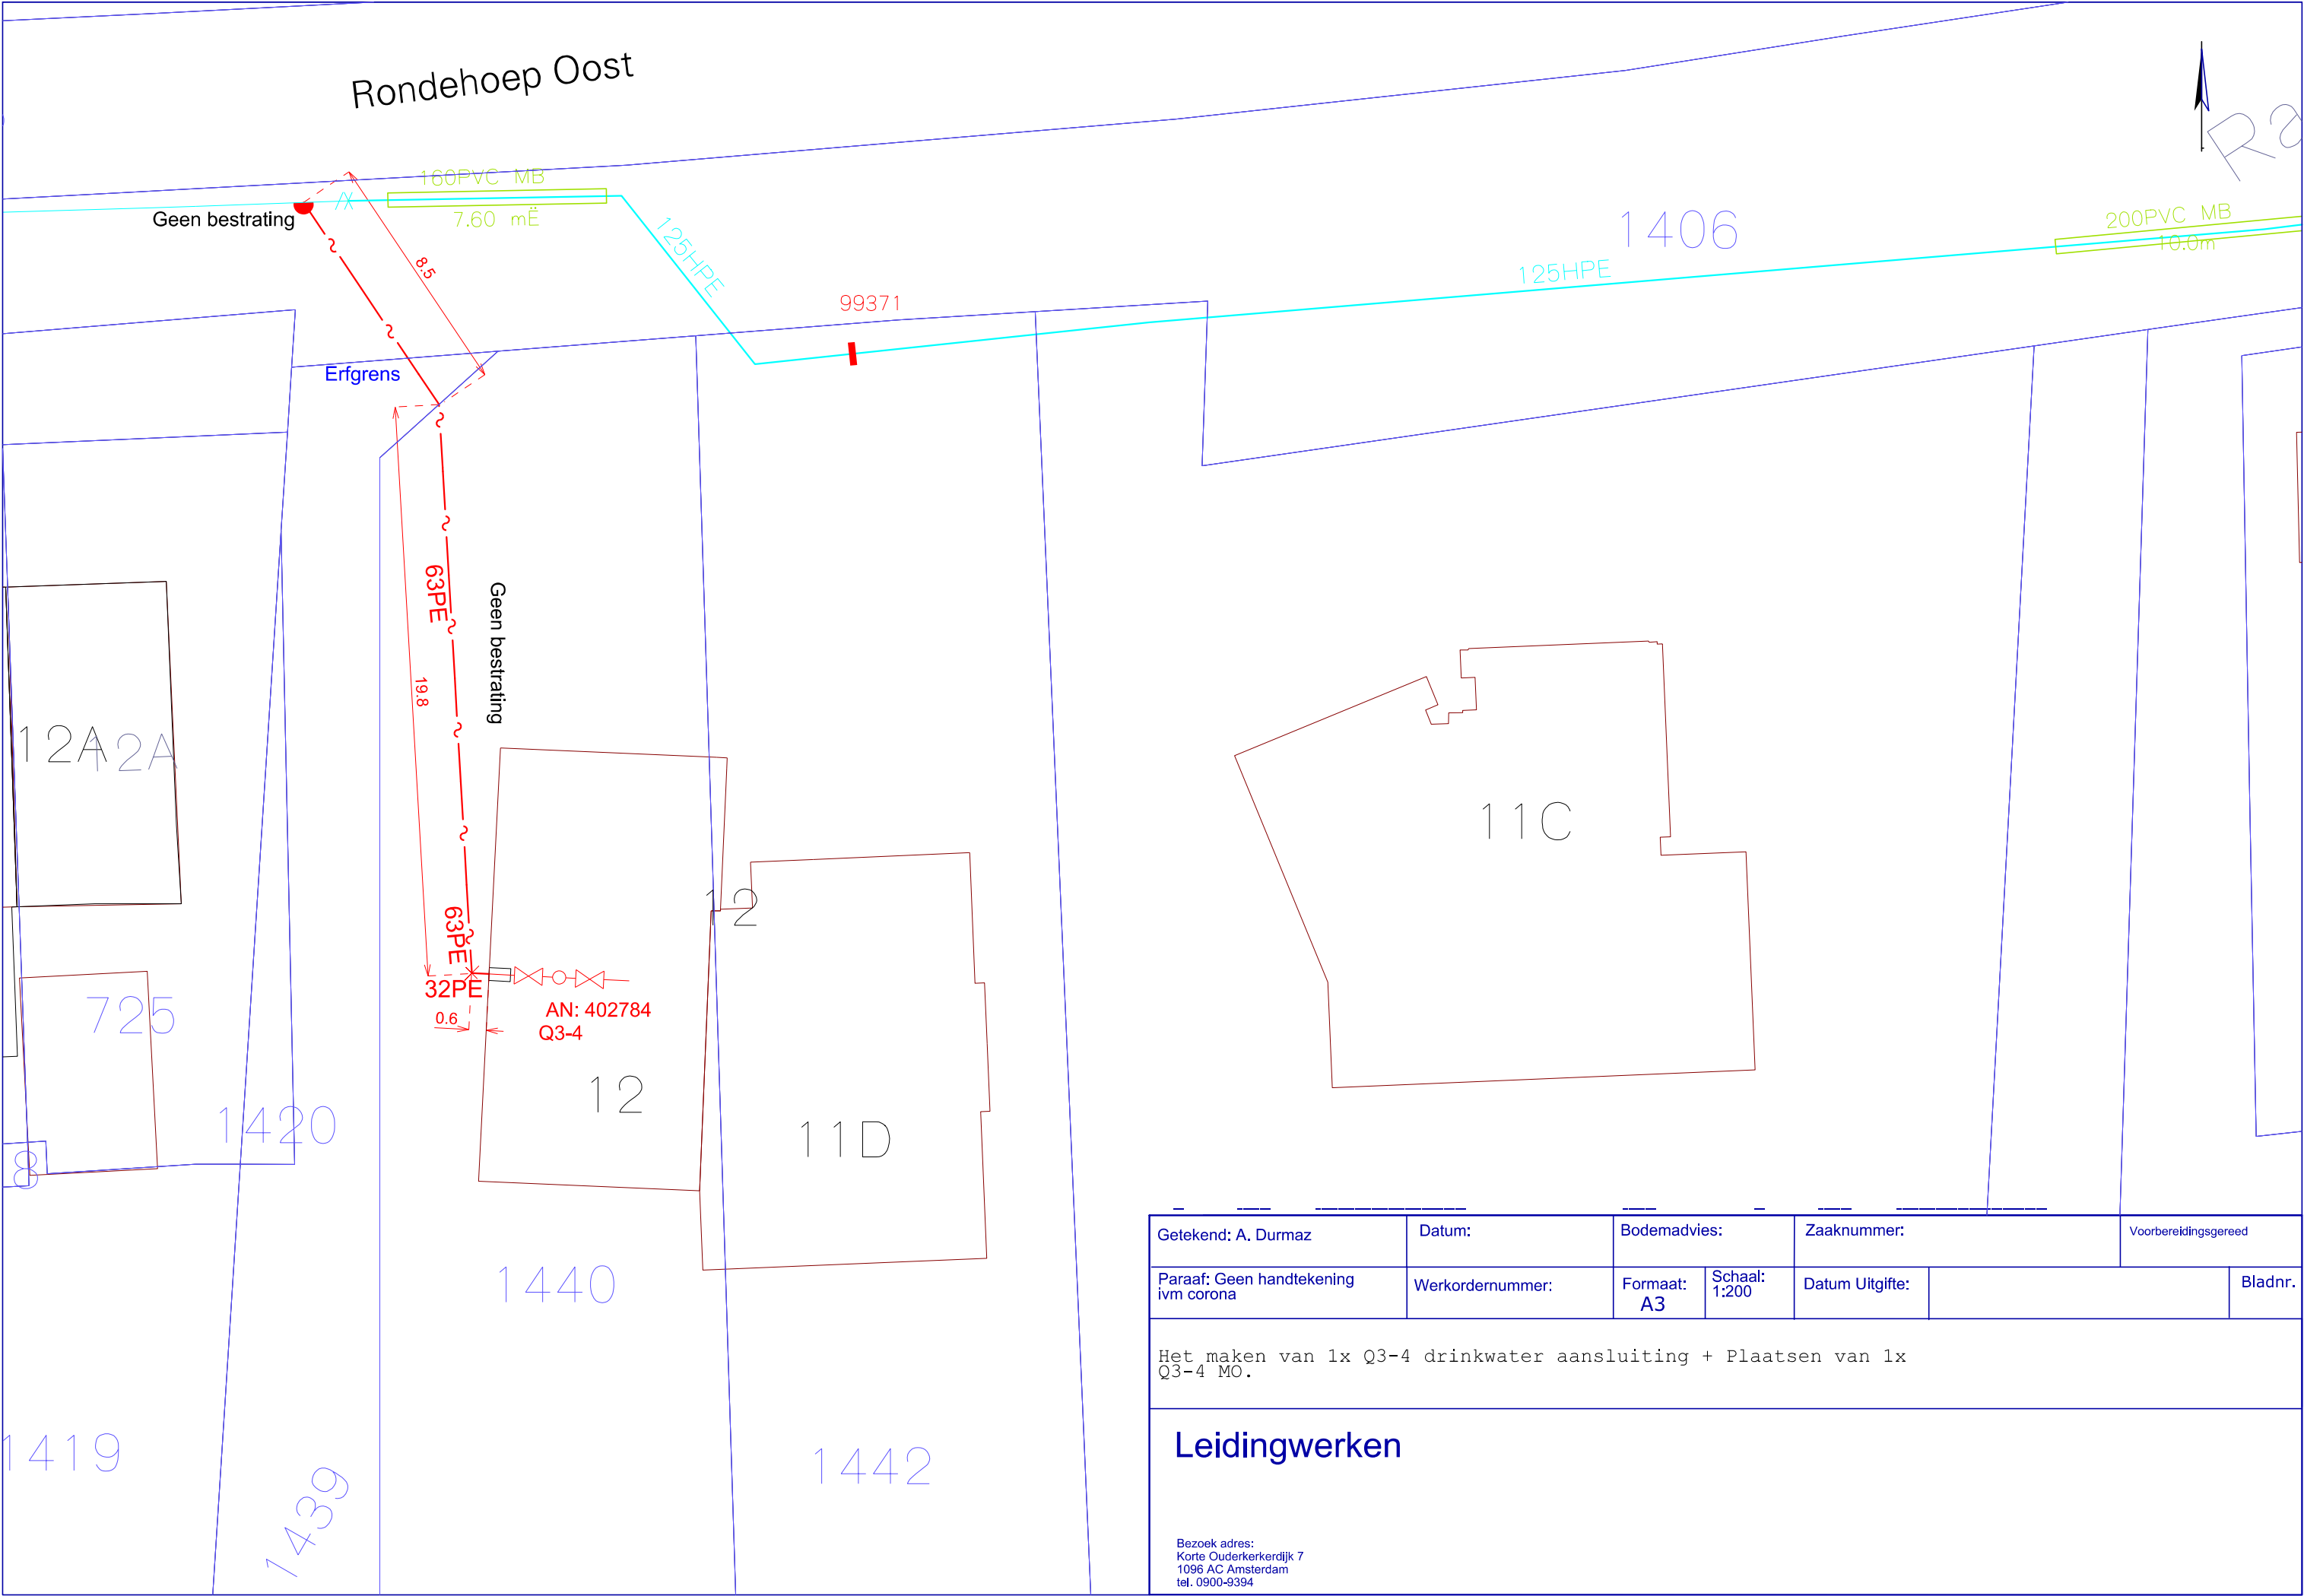 Rondehoep Oost
Ra
160PVC MB
7.60 mË
Geen bestrating
8.5
125HPE
1406
200PVC MB
10.0m
125HPE
99371
Erfgrens
63PE
Geen bestrating
19.8
12A
12A
11C
12
63PE
32PE
0.6
AN: 402784
Q3-4
725
12
1420
11D
8
1440
1419
1439
1442
Getekend: A. Durmaz
Datum:
Bodemadvies:
Zaaknummer:
Voorbereidingsgereed
Paraaf: Geen handtekening
ivm corona
Werkordernummer:
Formaat:
A3
Schaal:
1:200
Datum Uitgifte:
Bladnr.
Het maken van 1x Q3-4 drinkwater aansluiting + Plaatsen van 1x
Q3-4 MO.
Leidingwerken
Bezoek adres:
Korte Ouderkerkerdijk 7
1096 AC Amsterdam
tel. 0900-9394